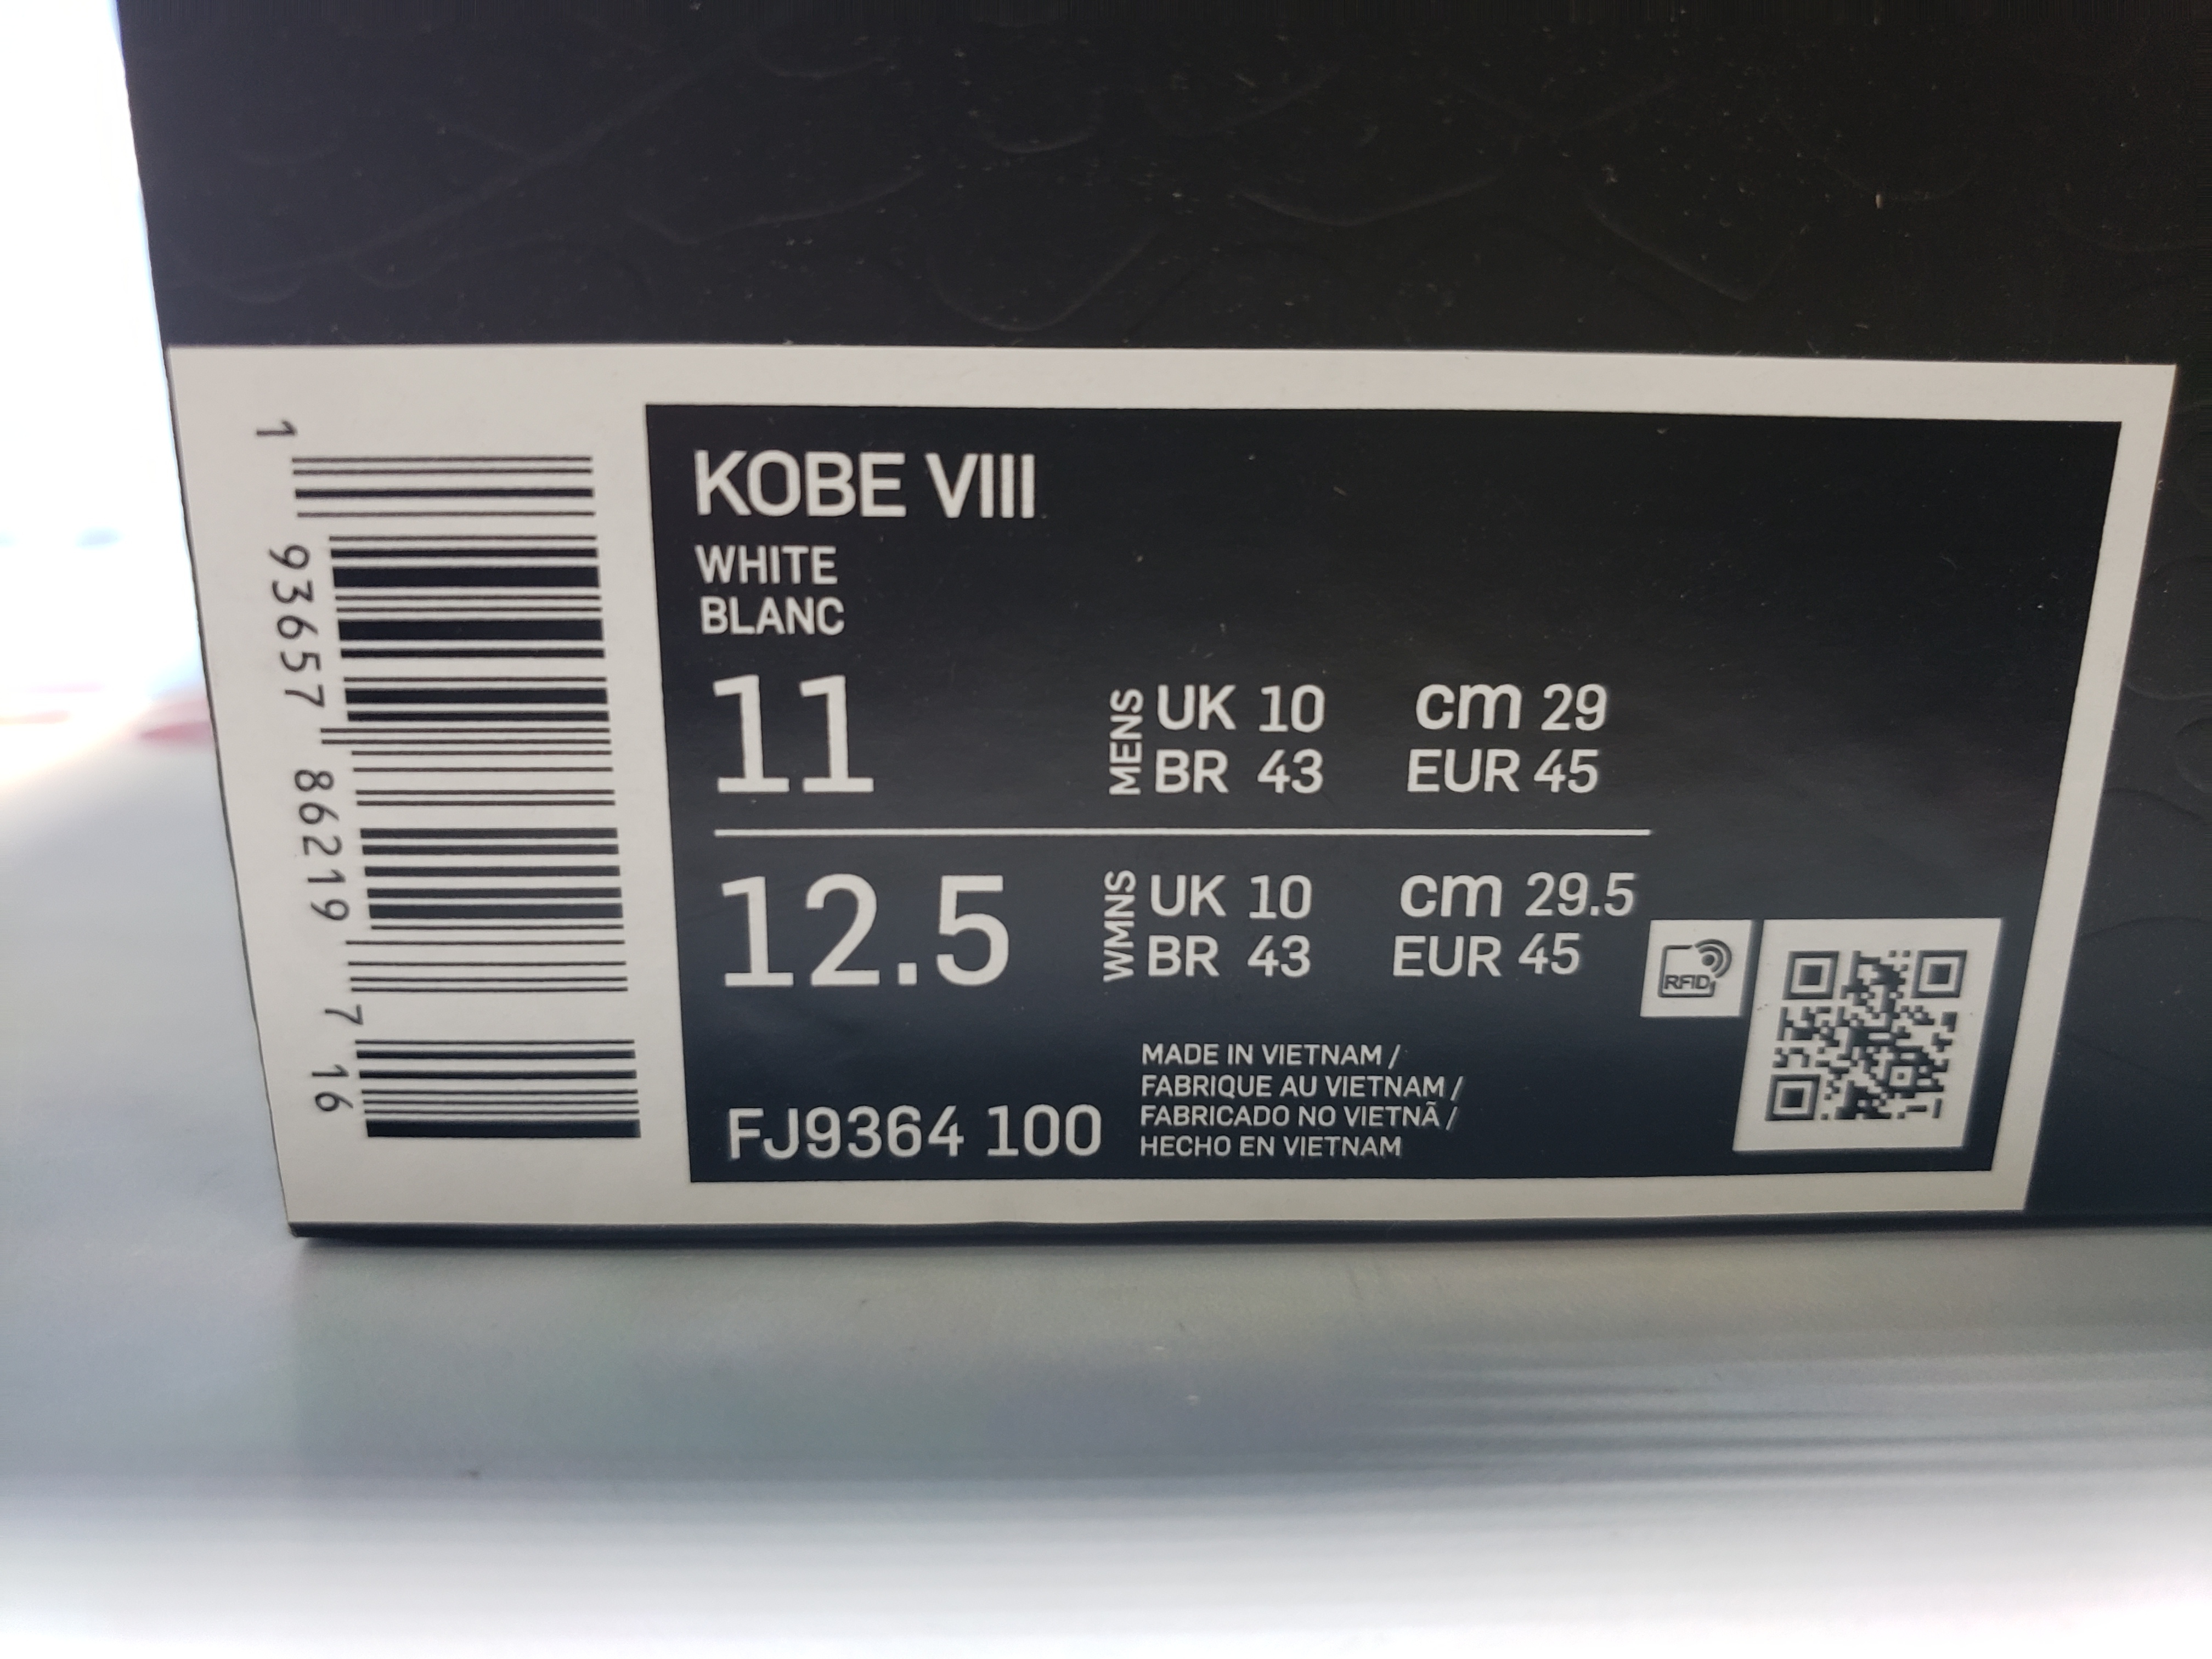 1 93657 86219 7 16
KOBE VIII
WHITE
BLANC
11
MENS
UK 10 cm 29
BR 43 EUR 45
12.5
WMNS
UK 10 cm 29.5
BR 43 EUR 45
RFID
MADE IN VIETNAM /
FABRIQUE AU VIETNAM /
FABRICADO NO VIETNÃ /
HECHO EN VIETNAM
FJ9364 100